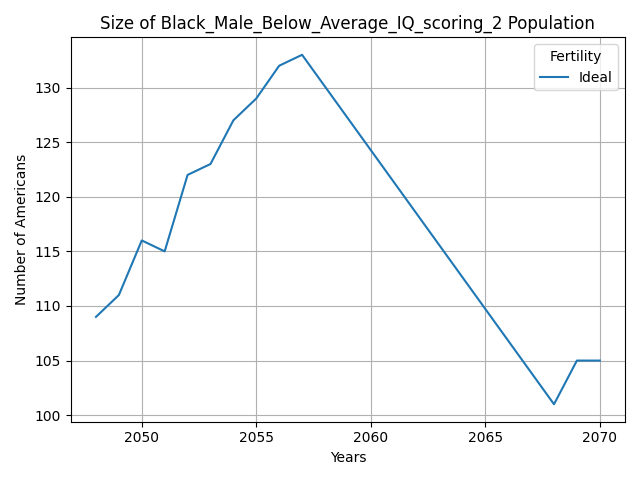 Size of Black_Male_Below_Average_IQ_scoring_2 Population
Fertility
Ideal
Number of Americans
130
125
120
115
110
105
100
2050
2055
2060
2065
2070
Years